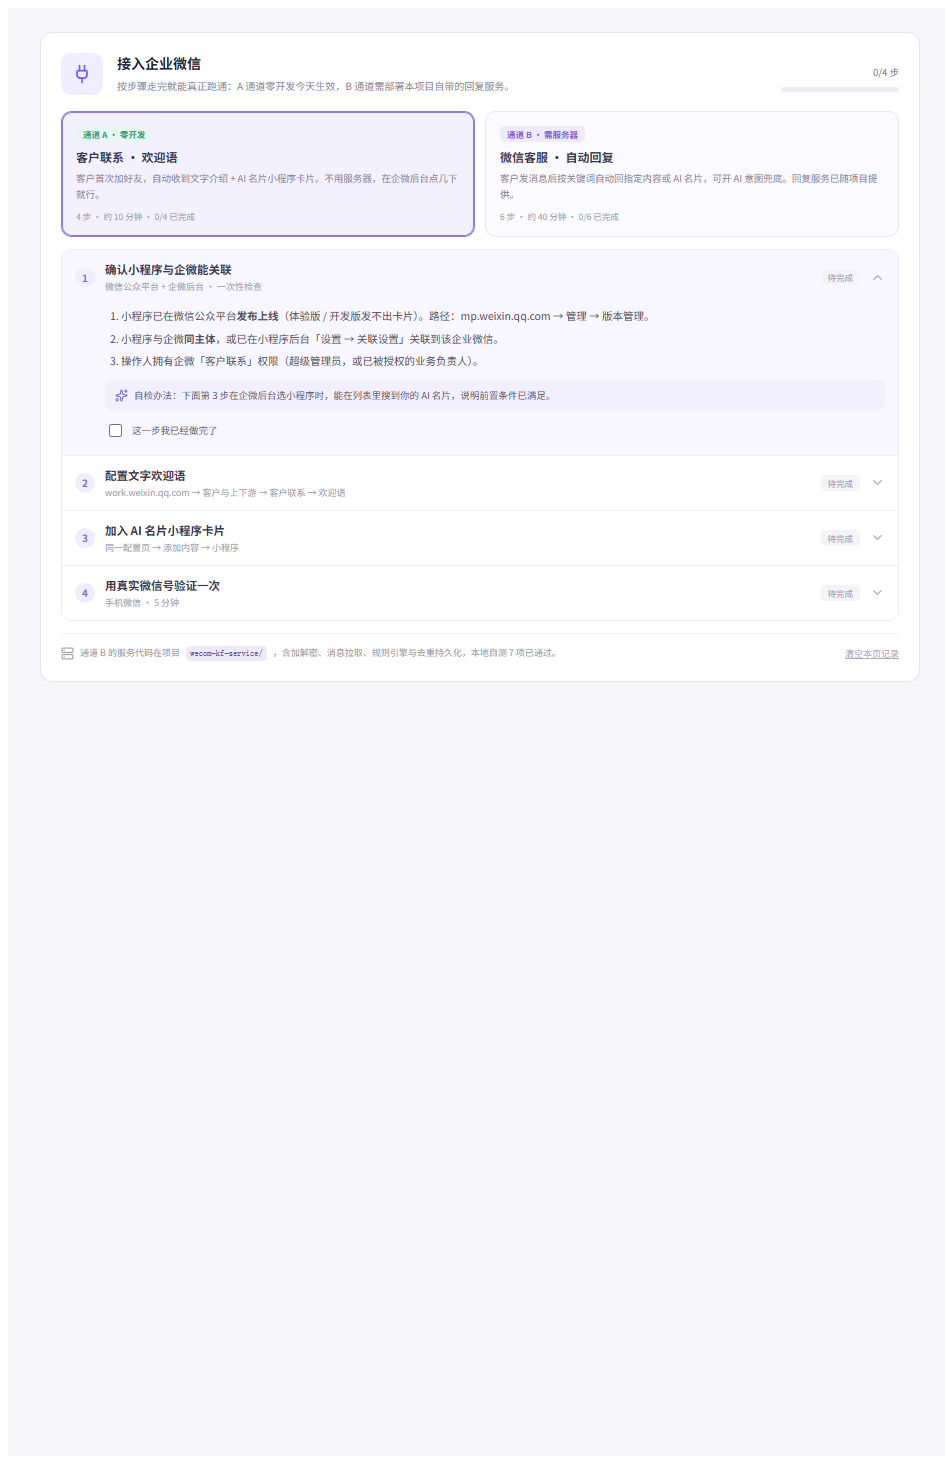 接入企业微信
按步骤走完就能真正跑通：A 通道零开发今天生效，B 通道需部署本项目自带的回复服务。
0/4 步
通道 A · 零开发
客户联系 · 欢迎语
客户首次加好友，自动收到文字介绍 + AI 名片小程序卡片。不用服务器，在企微后台点几下
就行。
4 步 · 约 10 分钟 · 0/4 已完成
通道 B · 需服务器
微信客服 · 自动回复
客户发消息后按关键词自动回指定内容或 AI 名片，可开 AI 意图兜底。回复服务已随项目提
供。
6 步 · 约 40 分钟 · 0/6 已完成
1
确认小程序与企微能关联
微信公众平台 + 企微后台 · 一次性检查
待完成
1. 小程序已在微信公众平台发布上线（体验版 / 开发版发不出卡片）。路径：mp.weixin.qq.com → 管理 → 版本管理。
2. 小程序与企微同主体，或已在小程序后台「设置 → 关联设置」关联到该企业微信。
3. 操作人拥有企微「客户联系」权限（超级管理员，或已被授权的业务负责人）。
自检办法：下面第 3 步在企微后台选小程序时，能在列表里搜到你的 AI 名片，说明前置条件已满足。
这一步我已经做完了
2
配置文字欢迎语
work.weixin.qq.com → 客户与上下游 → 客户联系 → 欢迎语
待完成
3
加入 AI 名片小程序卡片
同一配置页 → 添加内容 → 小程序
待完成
4
用真实微信号验证一次
手机微信 · 5 分钟
待完成
通道 B 的服务代码在项目 wecom-kf-service/ ，含加解密、消息拉取、规则引擎与去重持久化，本地自测 7 项已通过。
清空本页记录